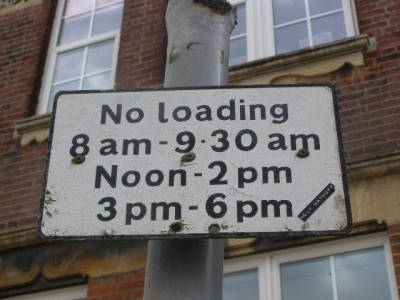 No loading
8 am - 9·30 am
Noon - 2 pm
3 pm - 6 pm